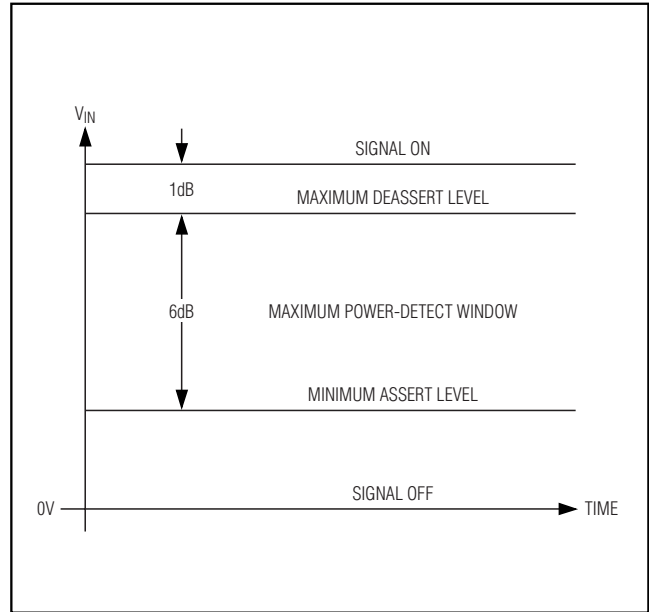 VIN
SIGNAL ON
1dB
MAXIMUM DEASSERT LEVEL
6dB
MAXIMUM POWER-DETECT WINDOW
MINIMUM ASSERT LEVEL
SIGNAL OFF
0V
TIME